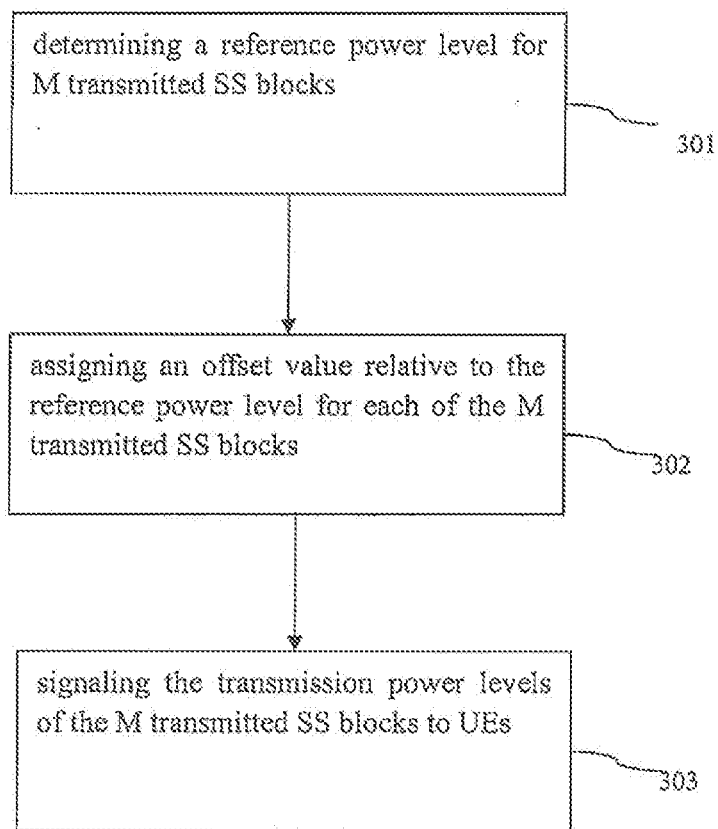 determining a reference power level for
M transmitted SS blocks
301
assigning an offset value relative to the
reference power level for each of the M
transmitted SS blocks
302
signaling the transmission power levels
of the M transmitted SS blocks to UEs
303